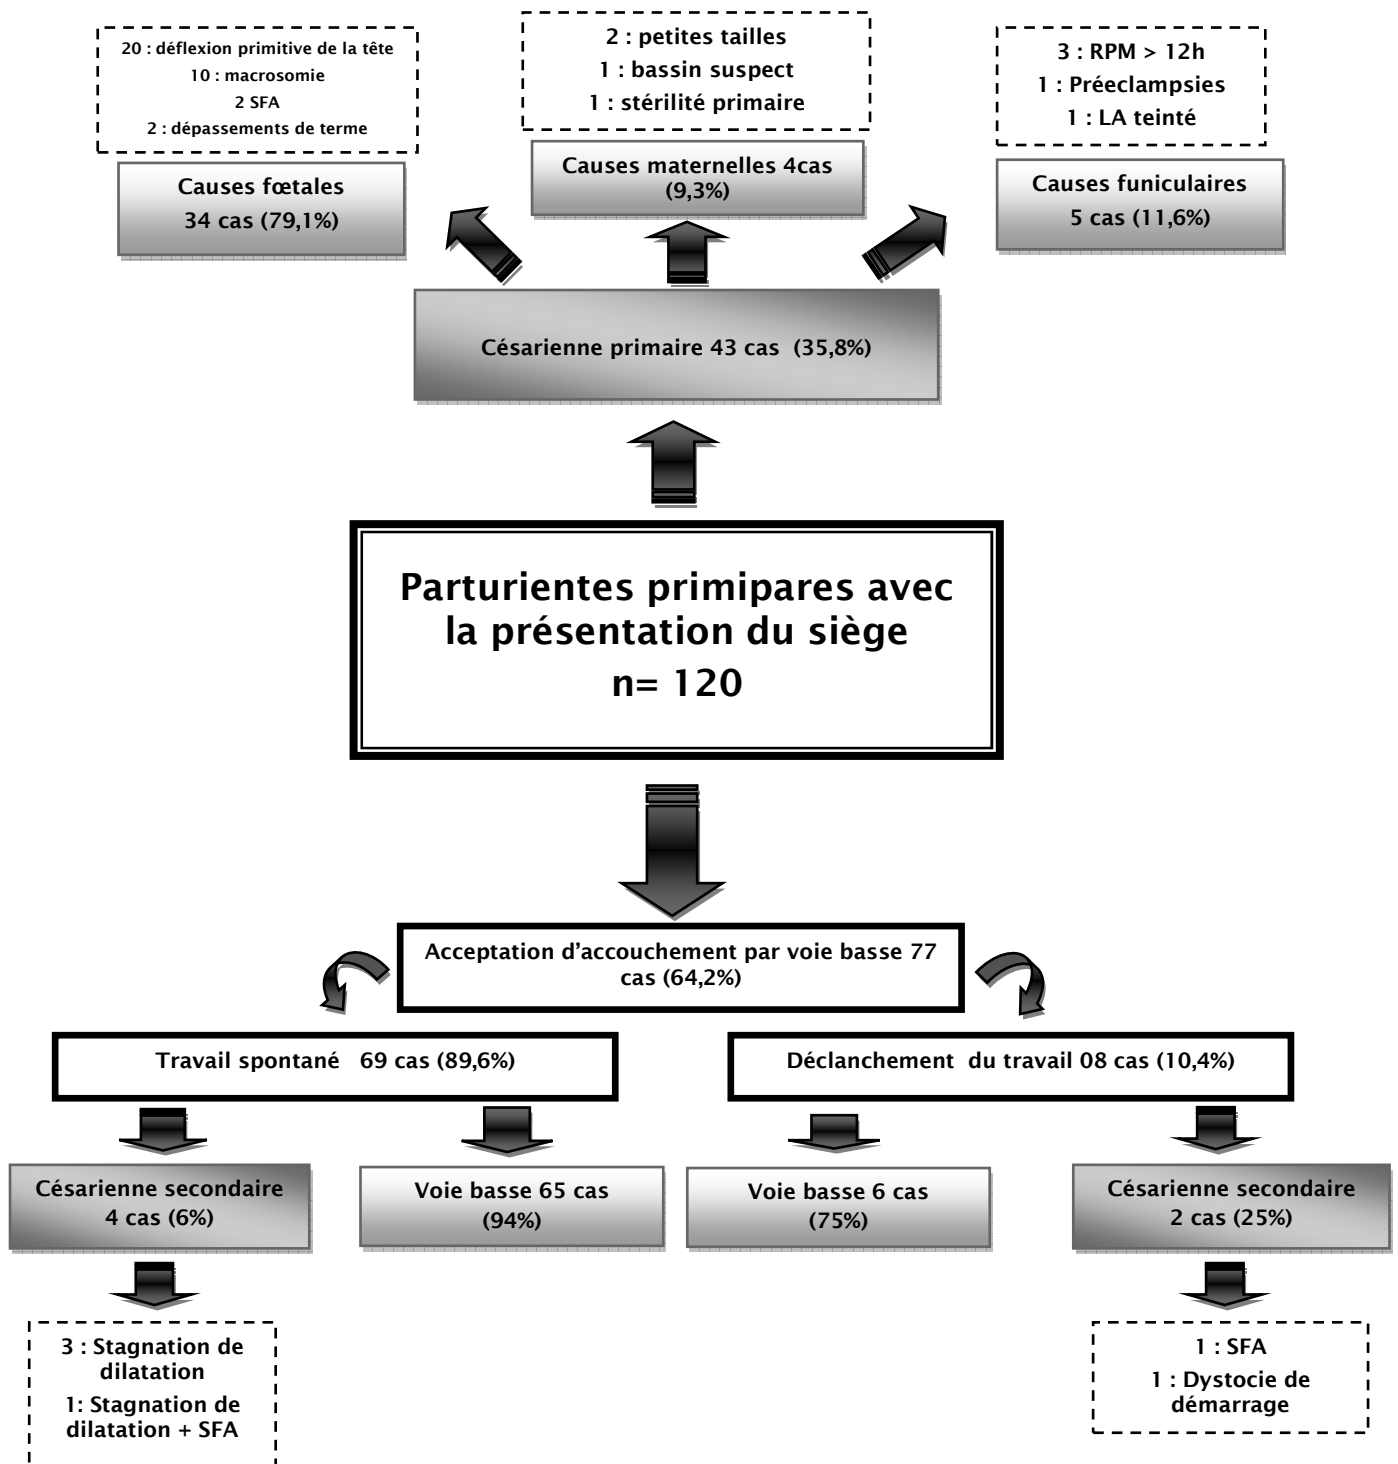 20 : déflexion primitive de la tête
10 : macrosomie
2 SFA
2 : dépassements de terme
2 : petites tailles
1 : bassin suspect
1 : stérilité primaire
3 : RPM > 12h
1 : Préeclampsies
1 : LA teinté
Causes fœtales
34 cas (79,1%)
Causes maternelles 4cas
(9,3%)
Causes funiculaires
5 cas (11,6%)
Césarienne primaire 43 cas (35,8%)
Parturientes primipares avec
la présentation du siège
n= 120
Acceptation d’accouchement par voie basse 77
cas (64,2%)
Travail spontané 69 cas (89,6%)
Déclanchement du travail 08 cas (10,4%)
Césarienne secondaire
4 cas (6%)
Voie basse 65 cas
(94%)
Voie basse 6 cas
(75%)
Césarienne secondaire
2 cas (25%)
3 : Stagnation de
dilatation
1: Stagnation de
dilatation + SFA
1 : SFA
1 : Dystocie de
démarrage